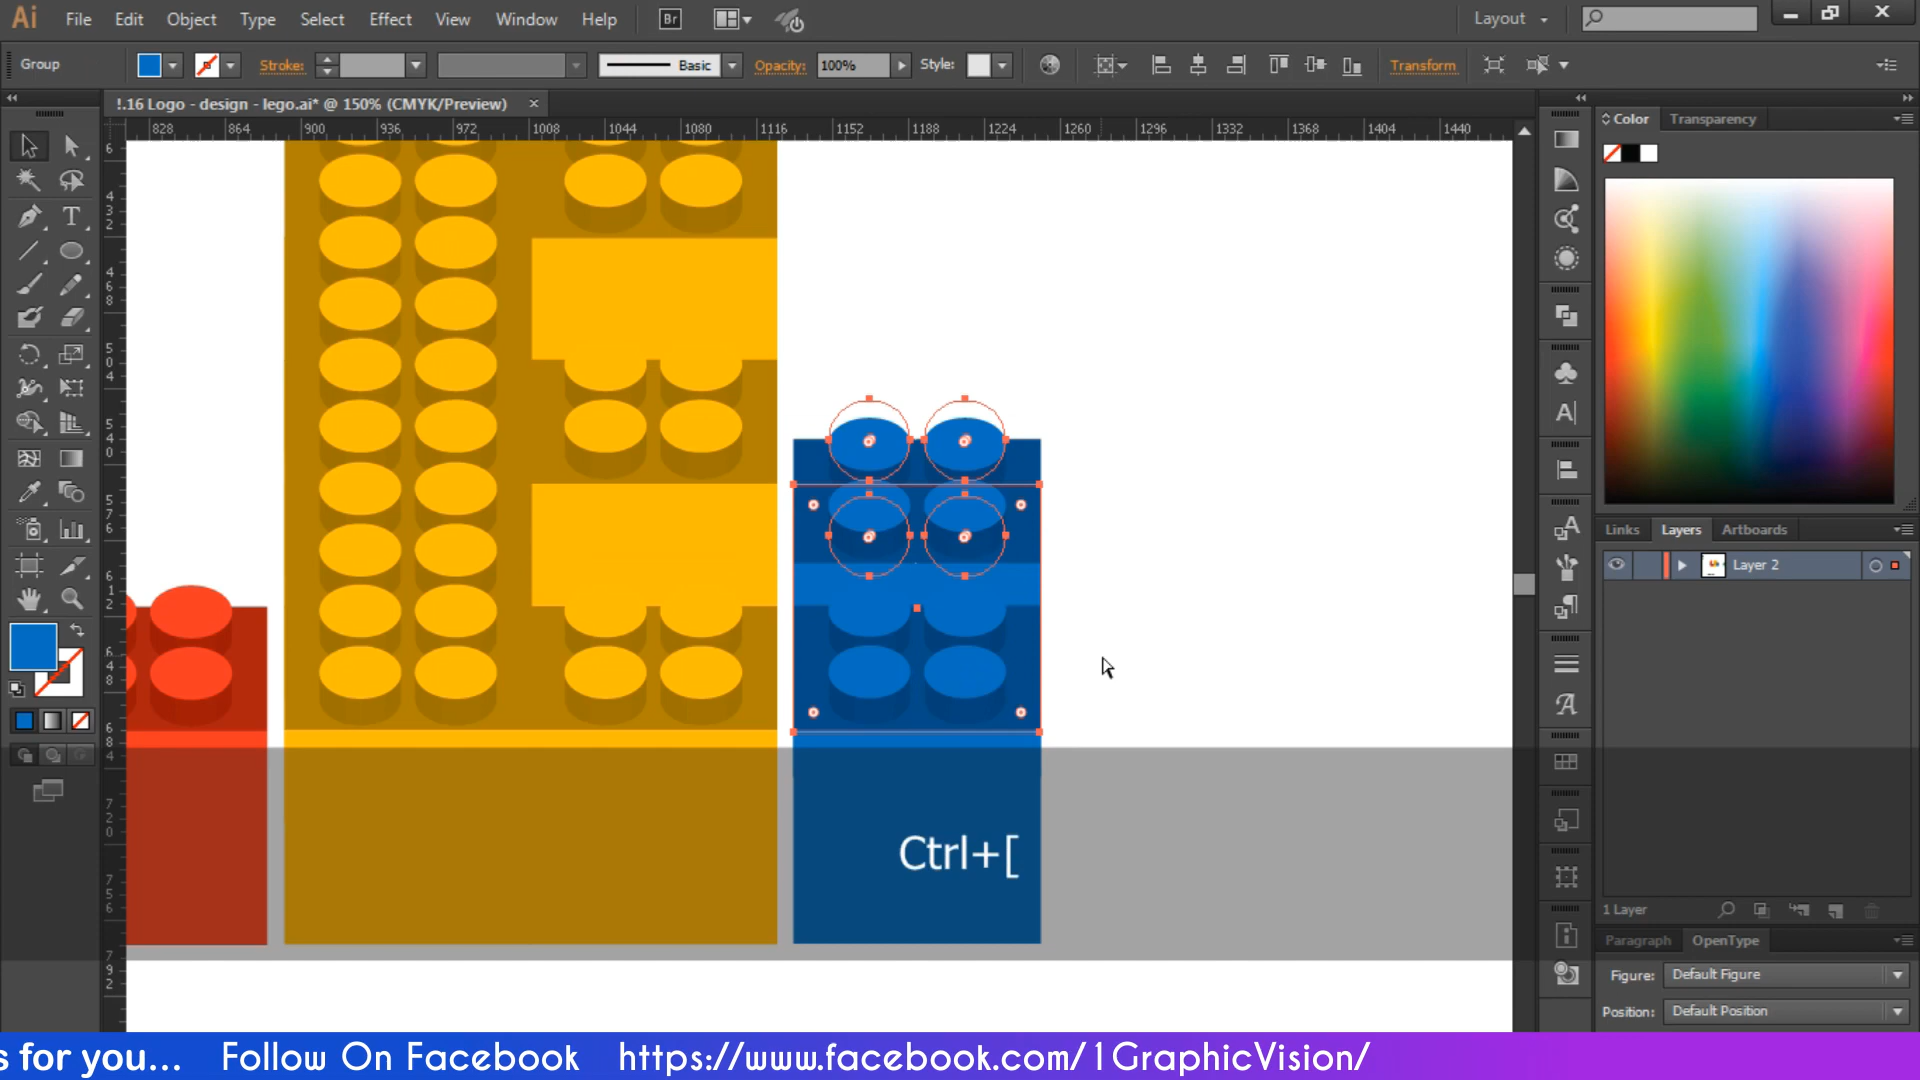 Ai File Edit Object Type Select Effect View Window Help Br Layout
Group Stroke: Basic Opacity: 100% Style: Transform
!.16 Logo - design - lego.ai* @ 150% (CMYK/Preview) ×
828 864 900 936 972 1008 1044 1080 1116 1152 1188 1224 1260 1296 1332 1368 1404 1440
Color Transparency
Links Layers Artboards
Layer 2
Ctrl+[
1 Layer
Paragraph OpenType
Figure: Default Figure
Position: Default Position
s for you... Follow On Facebook https://www.facebook.com/1GraphicVision/